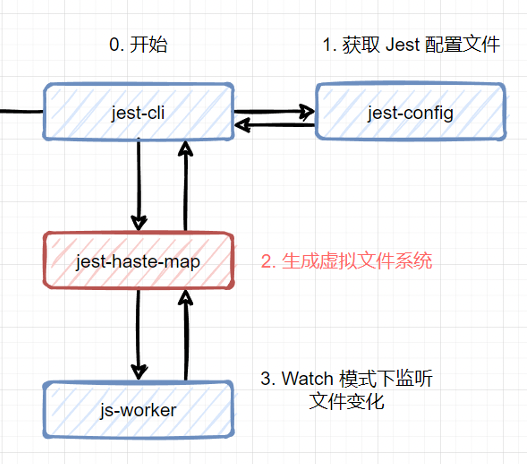 0. 开始
1. 获取 Jest 配置文件
jest-cli
jest-config
jest-haste-map
2. 生成虚拟文件系统
js-worker
3. Watch 模式下监听
文件变化